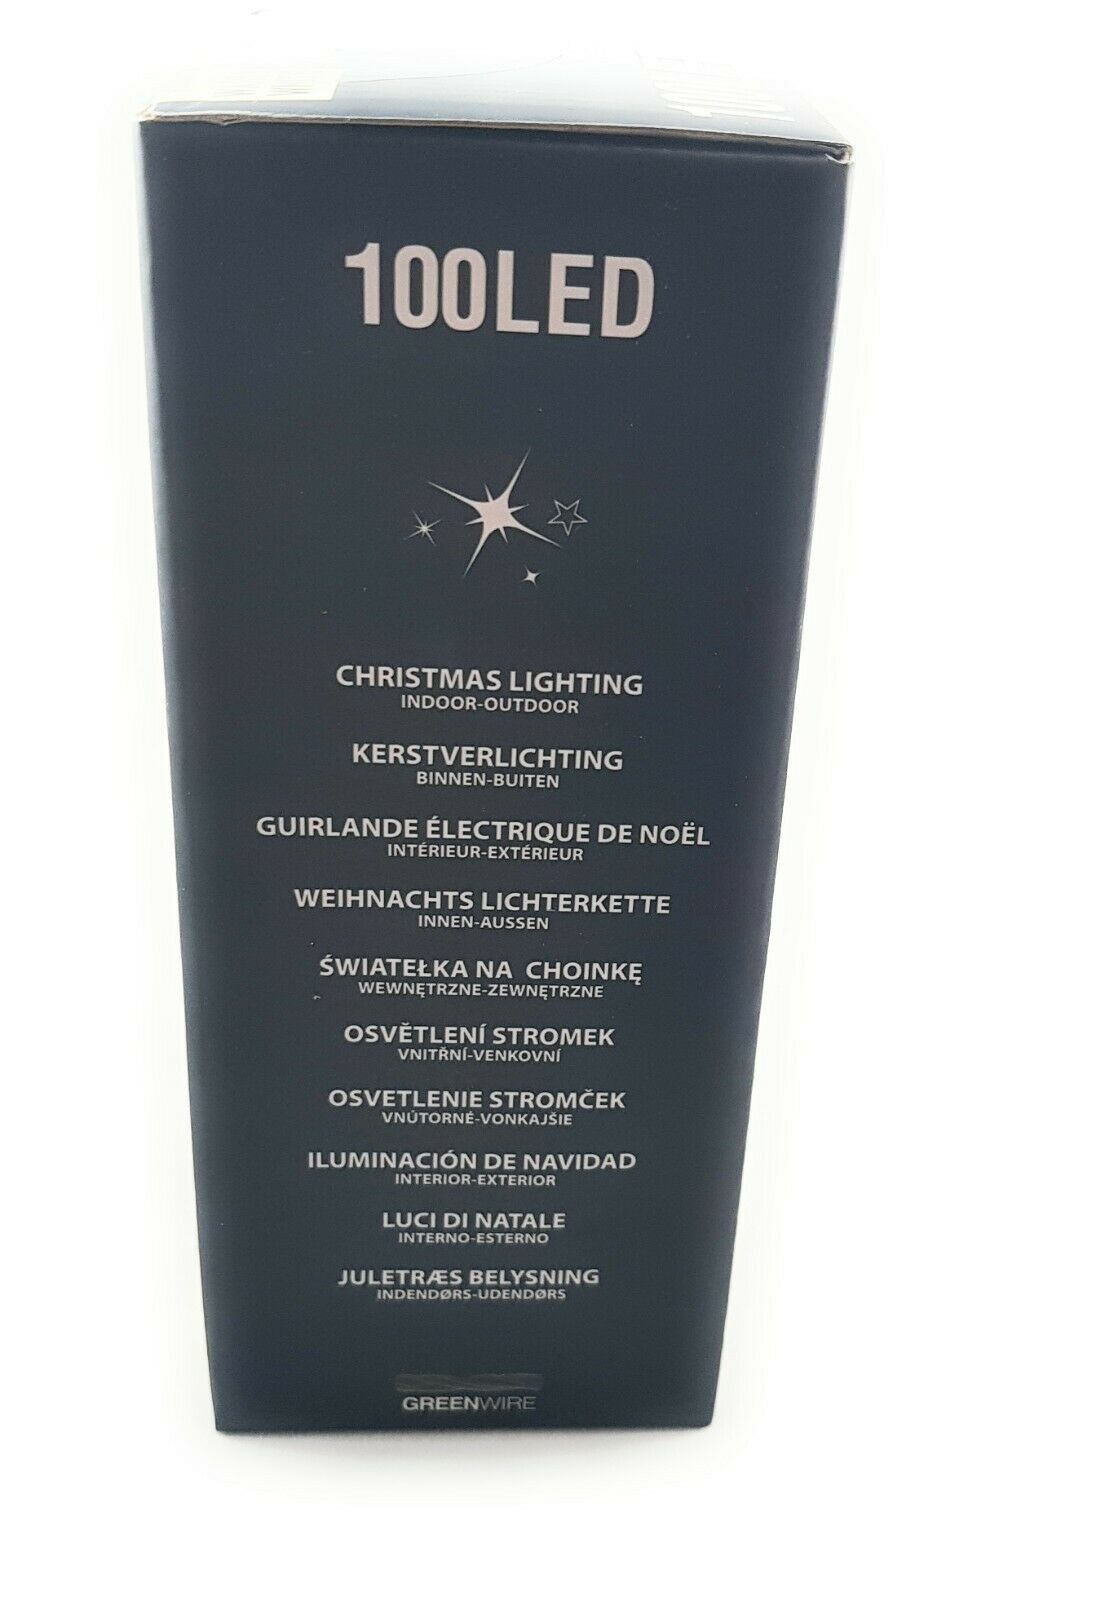 100LED
CHRISTMAS LIGHTING
INDOOR-OUTDOOR
KERSTVERLICHTING
BINNEN-BUITEN
GUIRLANDE ÉLECTRIQUE DE NOËL
INTÉRIEUR-EXTÉRIEUR
WEIHNACHTS LICHTERKETTE
INNEN-AUSSEN
ŚWIATEŁKA NA CHOINKĘ
WEWNĘTRZNE-ZEWNĘTRZNE
OSVĚTLENÍ STROMEK
VNITŘNÍ-VENKOVNÍ
OSVETLENIE STROMČEK
VNÚTORNÉ-VONKAJŠIE
ILUMINACIÓN DE NAVIDAD
INTERIOR-EXTERIOR
LUCI DI NATALE
INTERNO-ESTERNO
JULETRÆS BELYSNING
INDENDØRS-UDENDØRS
GREENWIRE